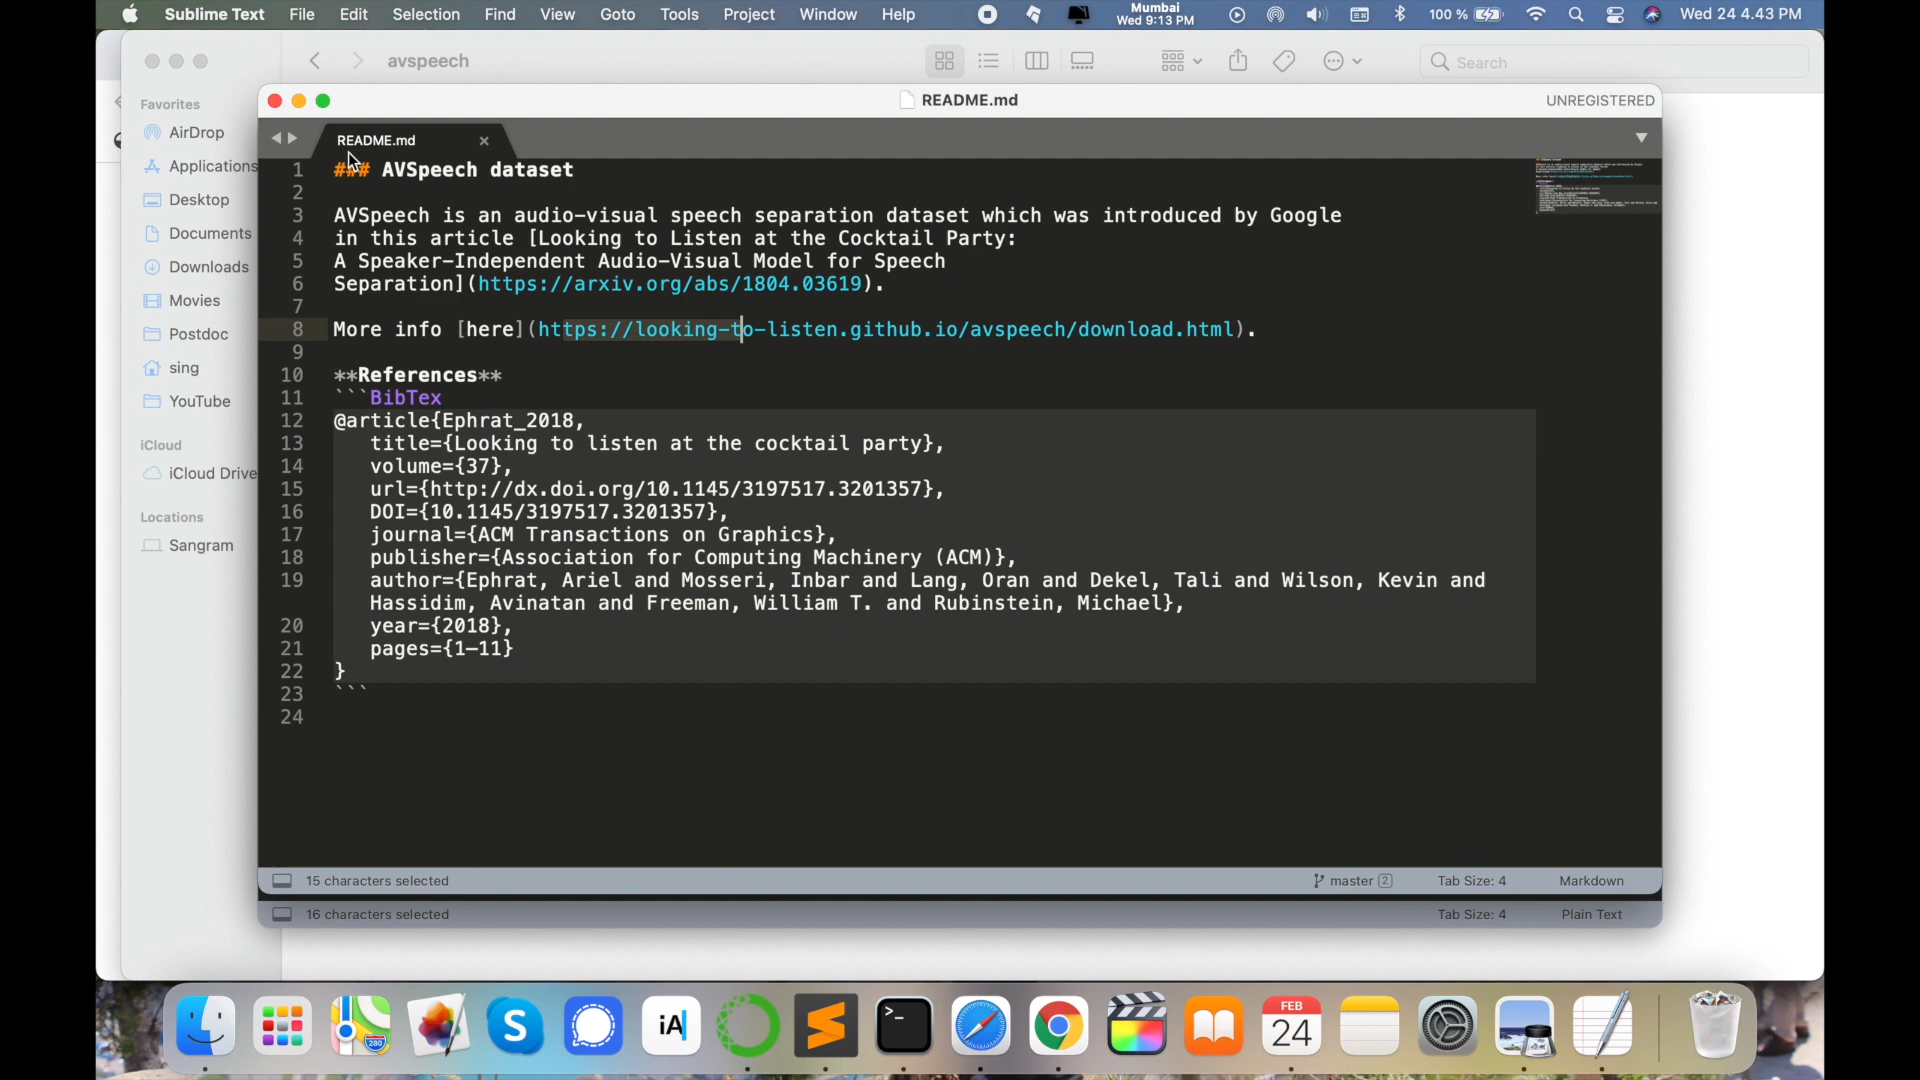 Sublime Text File Edit Selection Find View Goto Tools Project Window Help
Mumbai
Wed 9:13 PM
100 %
Wed 24 4.43 PM
avspeech
Search
Favorites
AirDrop
Applications
Desktop
Documents
Downloads
Movies
Postdoc
sing
YouTube
iCloud
iCloud Drive
Locations
Sangram
README.md
UNREGISTERED
README.md
1 ### AVSpeech dataset
2
3 AVSpeech is an audio-visual speech separation dataset which was introduced by Google
4 in this article [Looking to Listen at the Cocktail Party:
5 A Speaker-Independent Audio-Visual Model for Speech
6 Separation](https://arxiv.org/abs/1804.03619).
7
8 More info [here](https://looking-to-listen.github.io/avspeech/download.html).
9
10 **References**
11 ```BibTex
12 @article{Ephrat_2018,
13 title={Looking to listen at the cocktail party},
14 volume={37},
15 url={http://dx.doi.org/10.1145/3197517.3201357},
16 DOI={10.1145/3197517.3201357},
17 journal={ACM Transactions on Graphics},
18 publisher={Association for Computing Machinery (ACM)},
19 author={Ephrat, Ariel and Mosseri, Inbar and Lang, Oran and Dekel, Tali and Wilson, Kevin and
Hassidim, Avinatan and Freeman, William T. and Rubinstein, Michael},
20 year={2018},
21 pages={1–11}
22 }
23 ```
24
15 characters selected
master 2
Tab Size: 4
Markdown
16 characters selected
Tab Size: 4
Plain Text
280
S
iA
>_
FEB
24